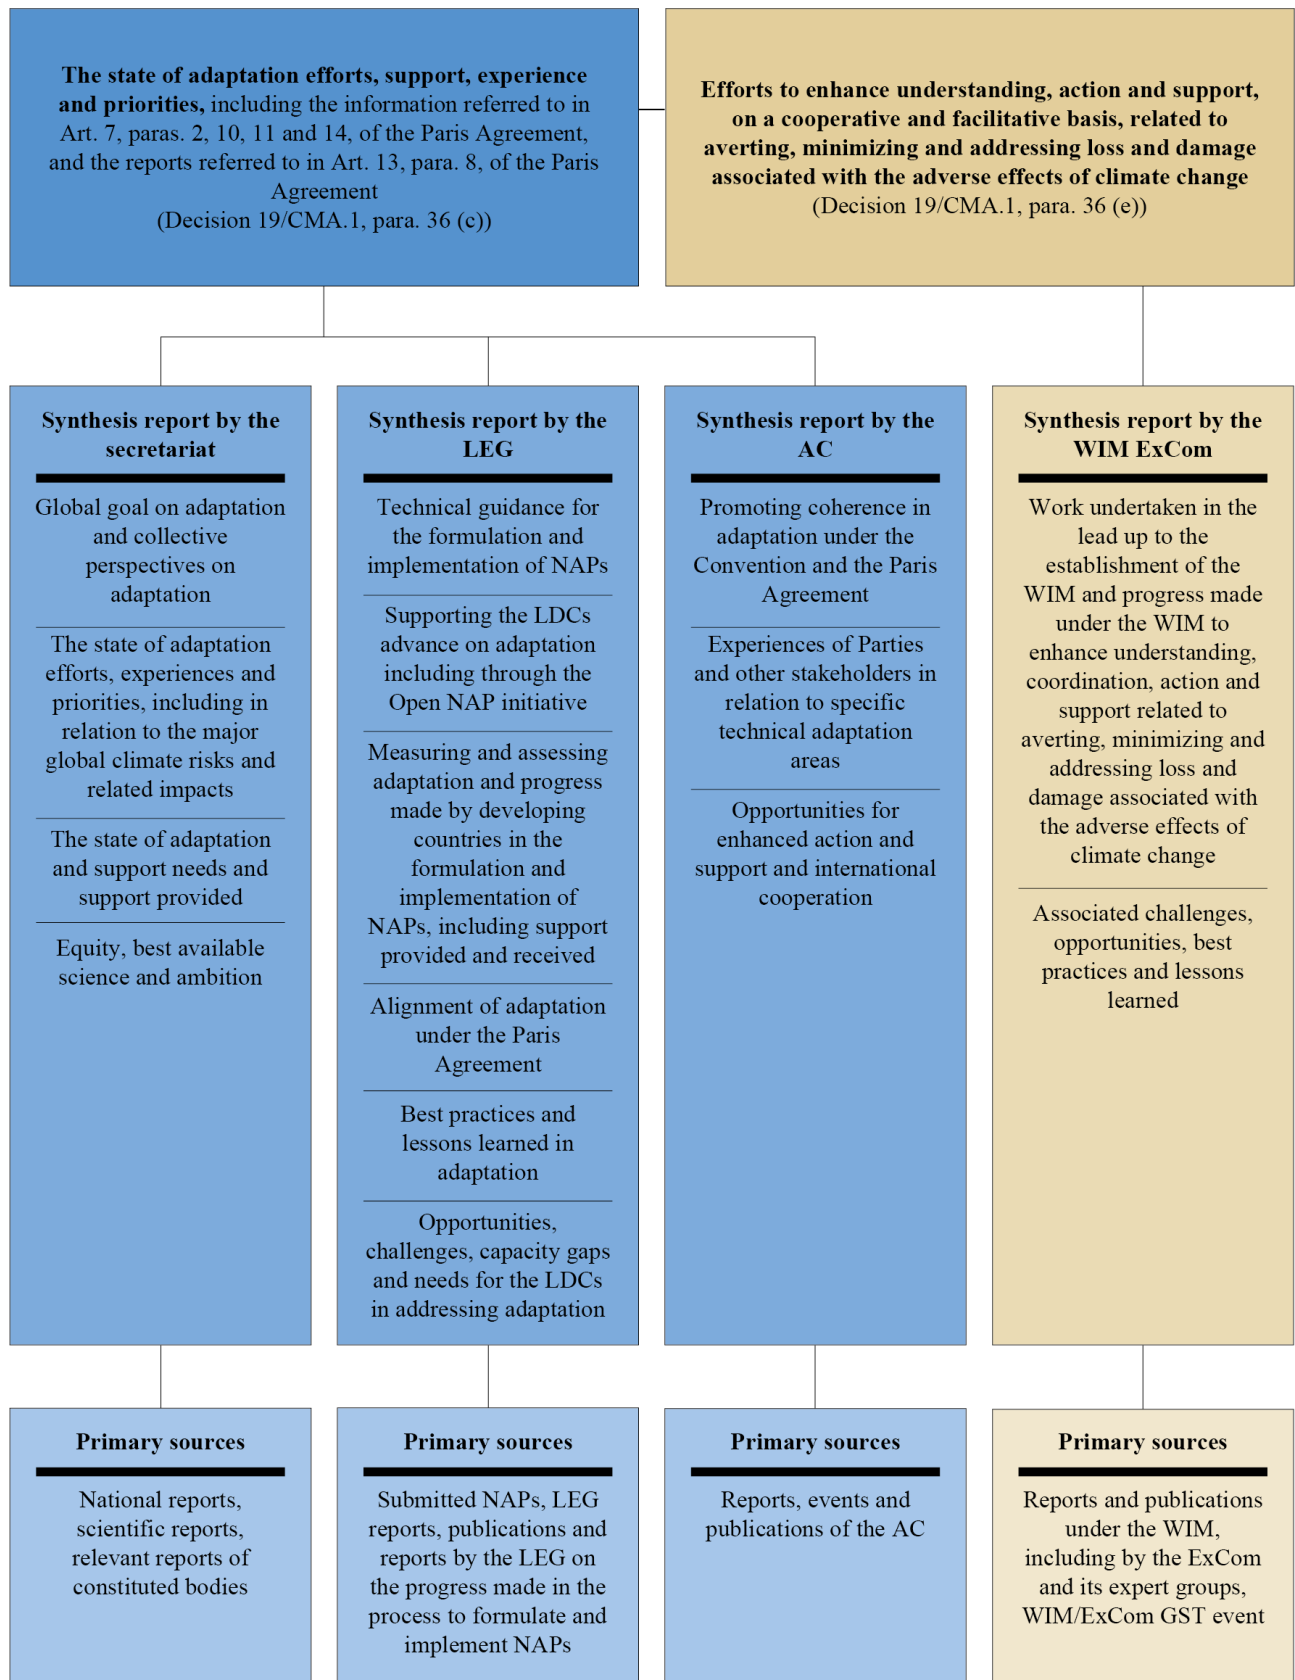 The state of adaptation efforts, support, experience
and priorities, including the information referred to in
Art. 7, paras. 2, 10, 11 and 14, of the Paris Agreement,
and the reports referred to in Art. 13, para. 8, of the Paris
Agreement
(Decision 19/CMA.1, para. 36 (c))
Efforts to enhance understanding, action and support,
on a cooperative and facilitative basis, related to
averting, minimizing and addressing loss and damage
associated with the adverse effects of climate change
(Decision 19/CMA.1, para. 36 (e))
Synthesis report by the
secretariat
Global goal on adaptation
and collective
perspectives on
adaptation
The state of adaptation
efforts, experiences and
priorities, including in
relation to the major
global climate risks and
related impacts
The state of adaptation
and support needs and
support provided
Equity, best available
science and ambition
Synthesis report by the
LEG
Technical guidance for
the formulation and
implementation of NAPs
Supporting the LDCs
advance on adaptation
including through the
Open NAP initiative
Measuring and assessing
adaptation and progress
made by developing
countries in the
formulation and
implementation of
NAPs, including support
provided and received
Alignment of adaptation
under the Paris
Agreement
Best practices and
lessons learned in
adaptation
Opportunities,
challenges, capacity gaps
and needs for the LDCs
in addressing adaptation
Synthesis report by the
AC
Promoting coherence in
adaptation under the
Convention and the Paris
Agreement
Experiences of Parties
and other stakeholders in
relation to specific
technical adaptation
areas
Opportunities for
enhanced action and
support and international
cooperation
Synthesis report by the
WIM ExCom
Work undertaken in the
lead up to the
establishment of the
WIM and progress made
under the WIM to
enhance understanding,
coordination, action and
support related to
averting, minimizing and
addressing loss and
damage associated with
the adverse effects of
climate change
Associated challenges,
opportunities, best
practices and lessons
learned
Primary sources
National reports,
scientific reports,
relevant reports of
constituted bodies
Primary sources
Submitted NAPs, LEG
reports, publications and
reports by the LEG on
the progress made in the
process to formulate and
implement NAPs
Primary sources
Reports, events and
publications of the AC
Primary sources
Reports and publications
under the WIM,
including by the ExCom
and its expert groups,
WIM/ExCom GST event